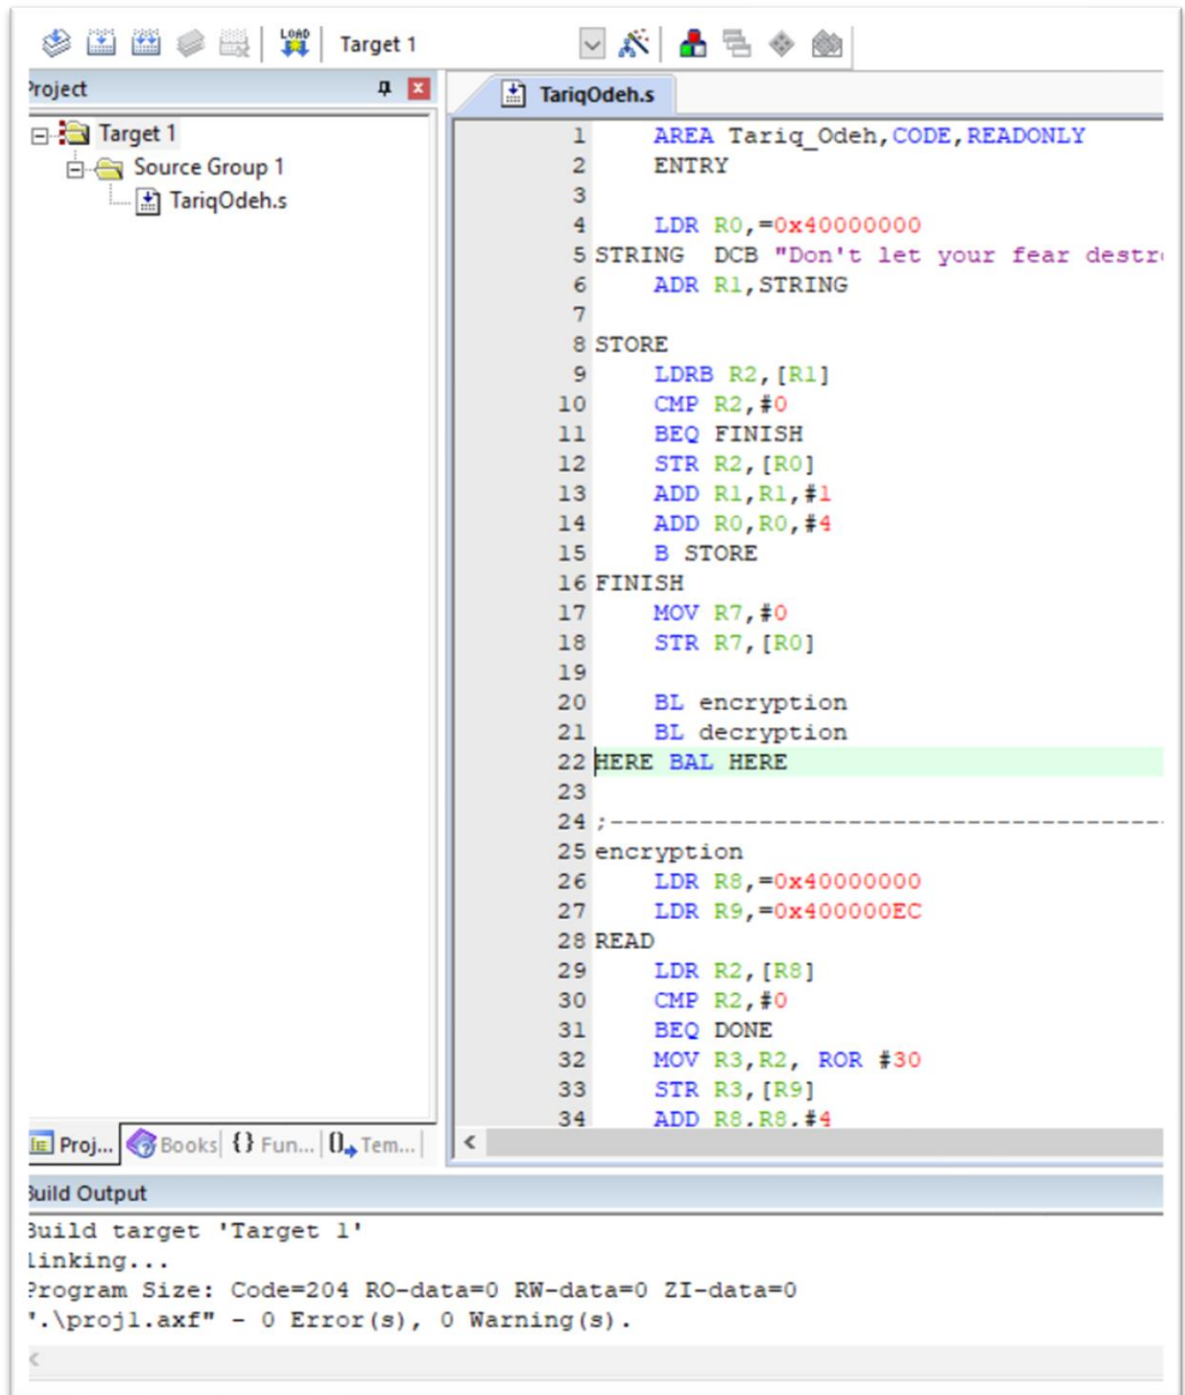 LOAD Target 1
Project
Target 1
Source Group 1
TariqOdeh.s
TariqOdeh.s
1 AREA Tariq_Odeh,CODE,READONLY
2 ENTRY
3
4 LDR R0,=0x40000000
5 STRING DCB "Don't let your fear destr
6 ADR R1,STRING
7
8 STORE
9 LDRB R2,[R1]
10 CMP R2,#0
11 BEQ FINISH
12 STR R2,[R0]
13 ADD R1,R1,#1
14 ADD R0,R0,#4
15 B STORE
16 FINISH
17 MOV R7,#0
18 STR R7,[R0]
19
20 BL encryption
21 BL decryption
22 HERE BAL HERE
23
24 ;-------------------------------------
25 encryption
26 LDR R8,=0x40000000
27 LDR R9,=0x400000EC
28 READ
29 LDR R2,[R8]
30 CMP R2,#0
31 BEQ DONE
32 MOV R3,R2, ROR #30
33 STR R3,[R9]
34 ADD R8,R8,#4
Proj... Books {} Fun... Tem...
Build Output
Build target 'Target 1'
linking...
Program Size: Code=204 RO-data=0 RW-data=0 ZI-data=0
".\proj1.axf" - 0 Error(s), 0 Warning(s).